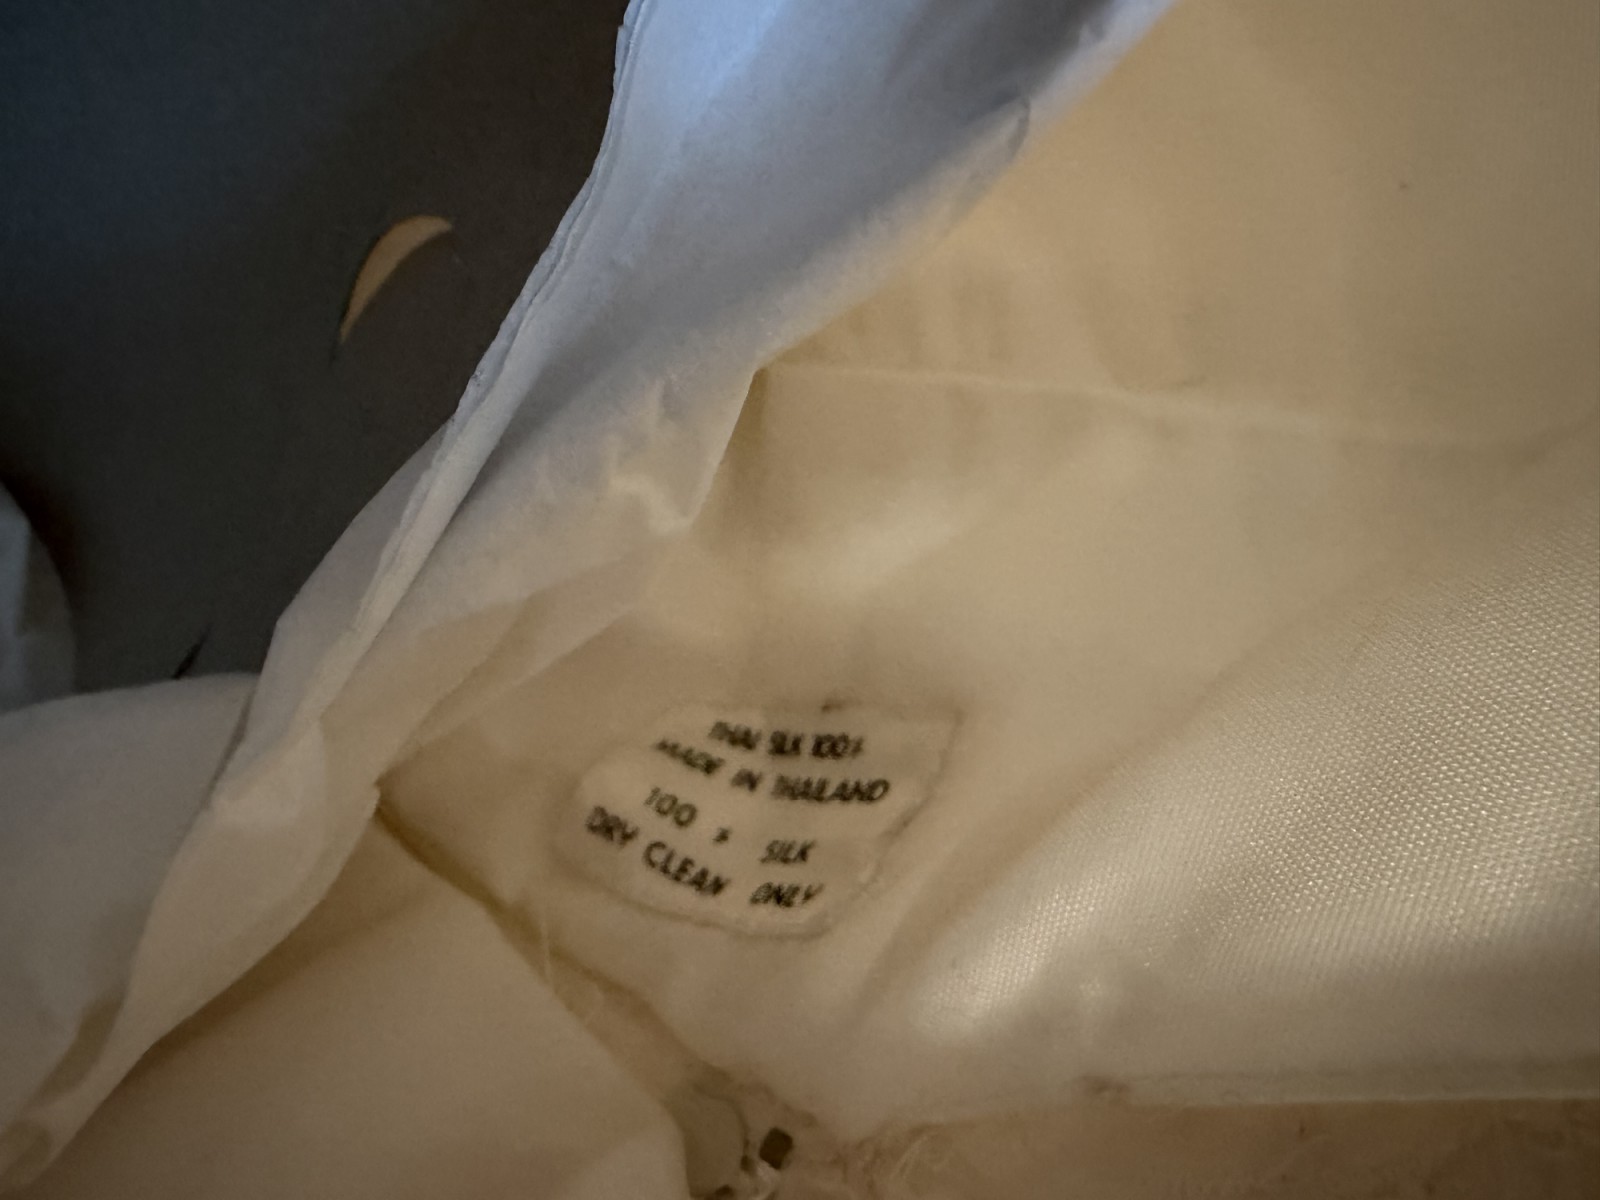 THAI SILK 100%
MADE IN THAILAND
100 % SILK
DRY CLEAN ONLY